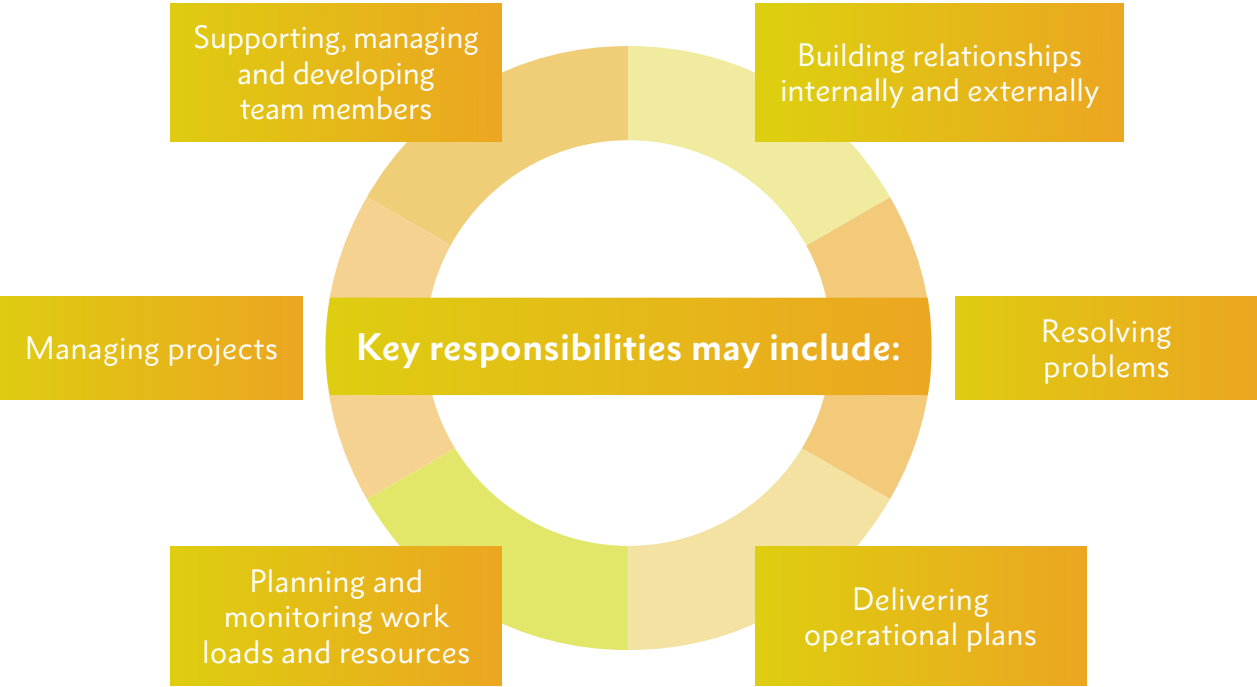 Supporting, managing
and developing
team members
Building relationships
internally and externally
Managing projects
Key responsibilities may include:
Resolving
problems
Planning and
monitoring work
loads and resources
Delivering
operational plans